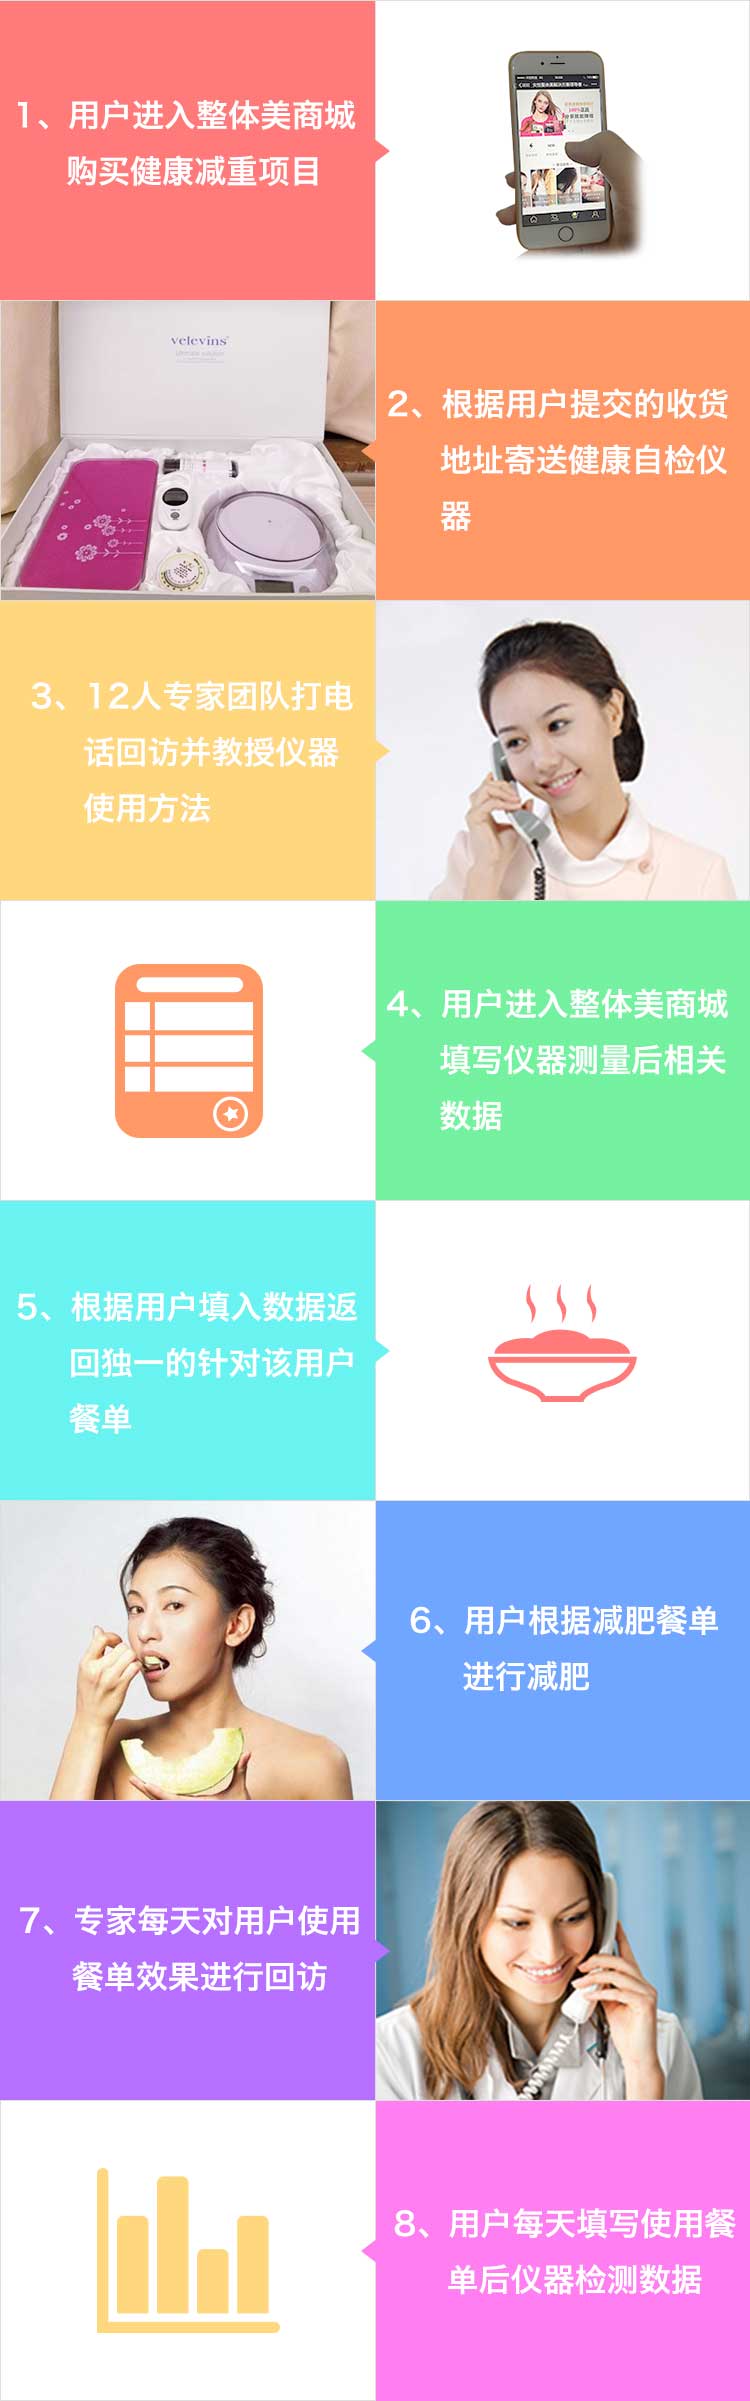 1、用户进入整体美商城
购买健康减重项目
velevins
2、根据用户提交的收货
地址寄送健康自检仪
器
3、12人专家团队打电
话回访并教授仪器
使用方法
4、用户进入整体美商城
填写仪器测量后相关
数据
5、根据用户填入数据返
回独一的针对该用户
餐单
6、用户根据减肥餐单
进行减肥
7、专家每天对用户使用
餐单效果进行回访
8、用户每天填写使用餐
单后仪器检测数据